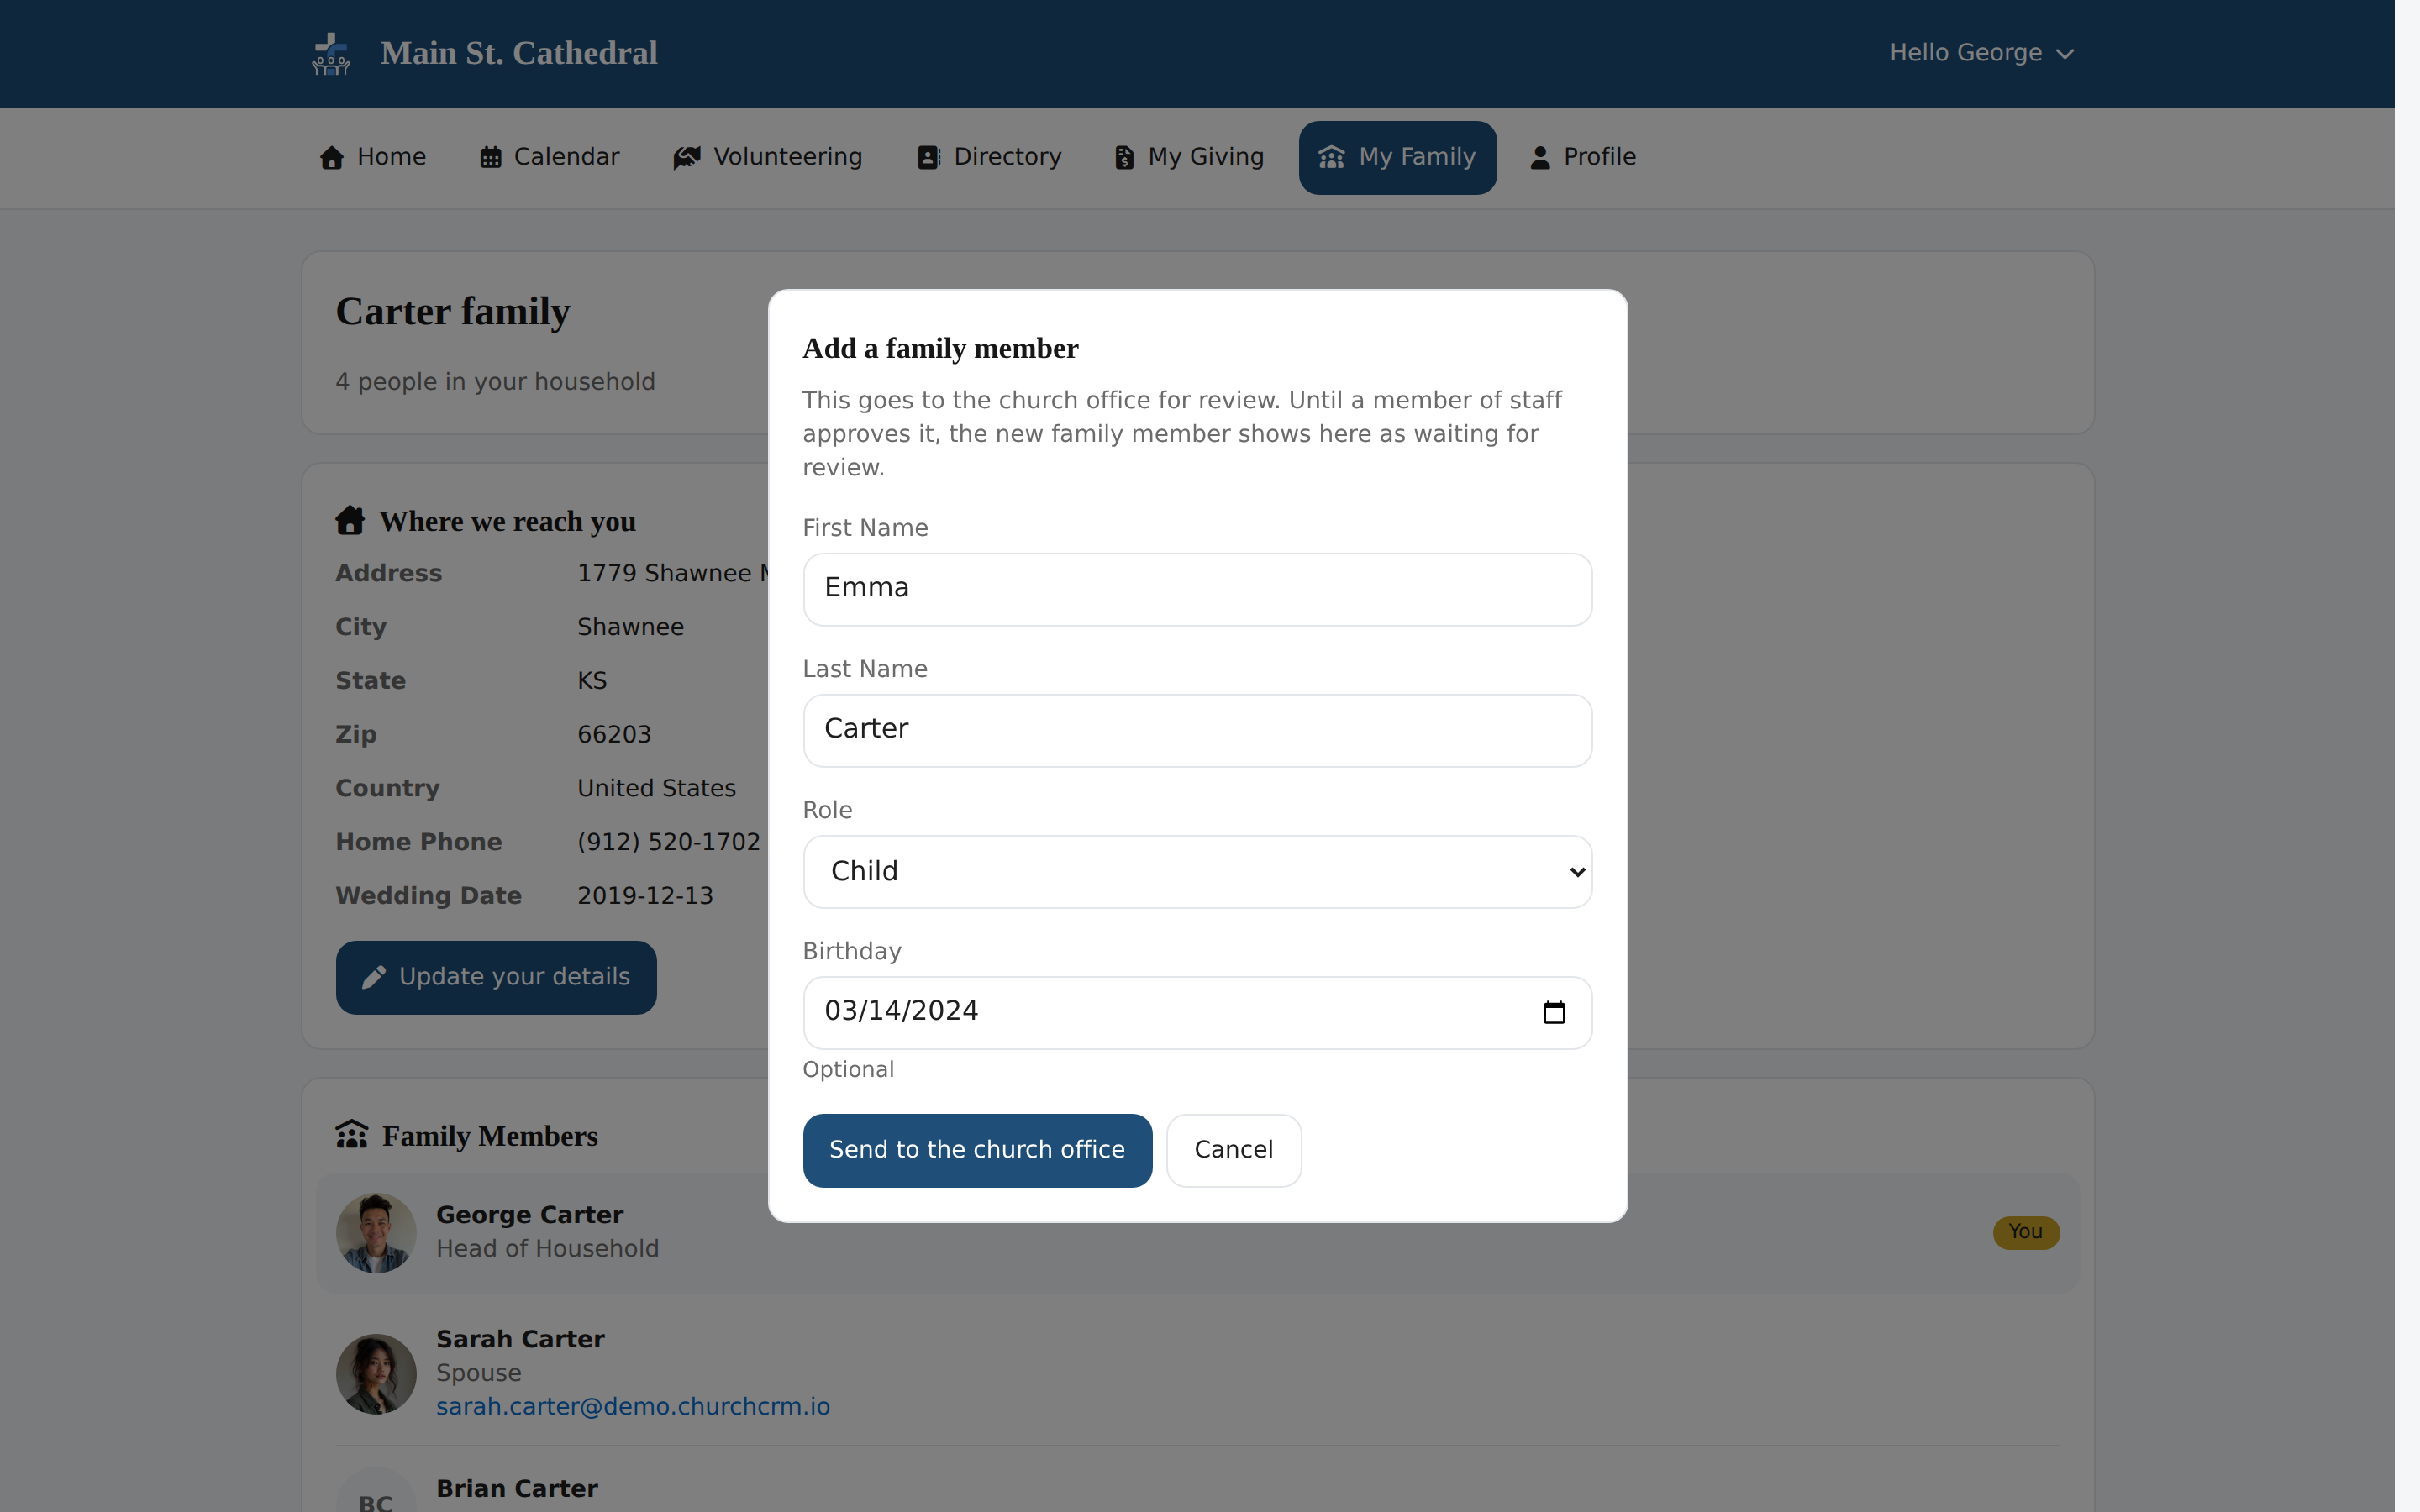 Main St. Cathedral
Hello George
Home
Calendar
Volunteering
Directory
My Giving
My Family
Profile
Carter family
4 people in your household
Where we reach you
Address
1779 Shawnee
City
Shawnee
State
KS
Zip
66203
Country
United States
Home Phone
(912) 520-1702
Wedding Date
2019-12-13
Update your details
Add a family member
This goes to the church office for review. Until a member of staff
approves it, the new family member shows here as waiting for
review.
First Name
Emma
Last Name
Carter
Role
Child
Birthday
03/14/2024
Optional
Send to the church office
Cancel
Family Members
George Carter
Head of Household
You
Sarah Carter
Spouse
sarah.carter@demo.churchcrm.io
BC
Brian Carter